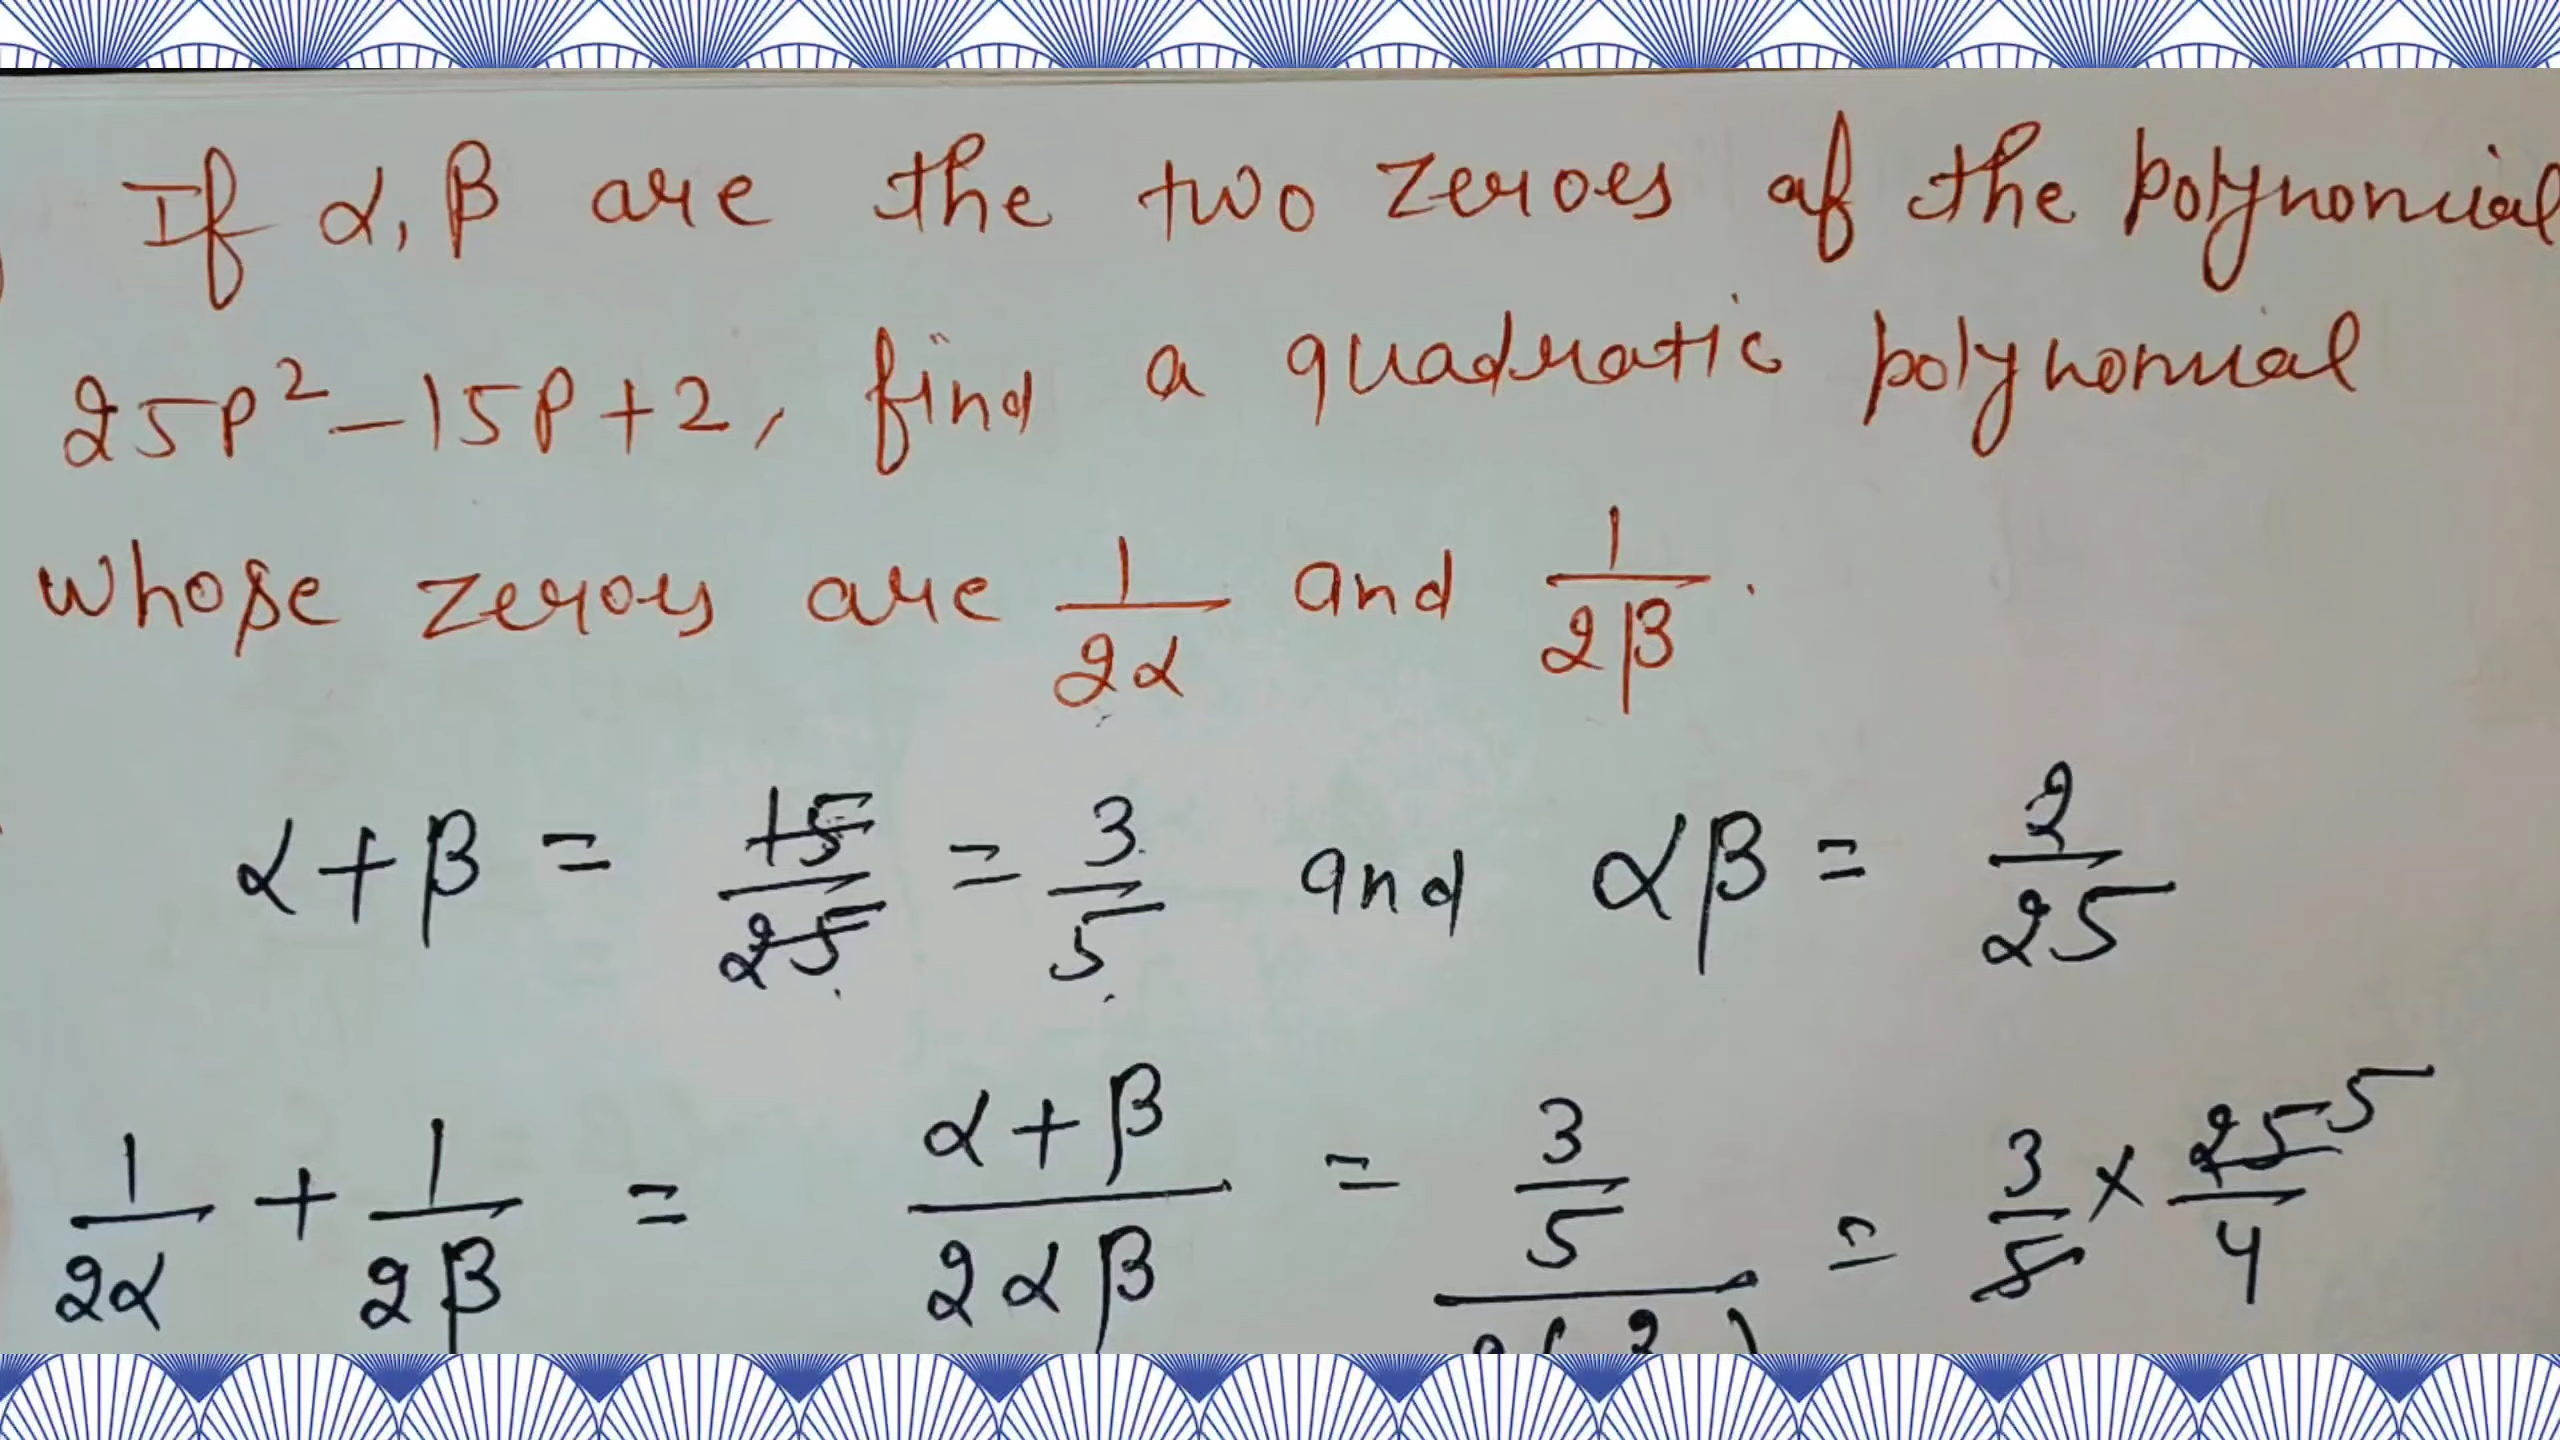 If α, β are the two zeroes of the polynomial
25p² - 15p + 2, find a quadratic polynomial
whose zeroes are 1/2α and 1/2β.
α + β = 15/25 = 3/5 and αβ = 2/25
1/2α + 1/2β = α + β/2αβ = 3/5 / 2(2 ) = 3/5 × 25 5/4